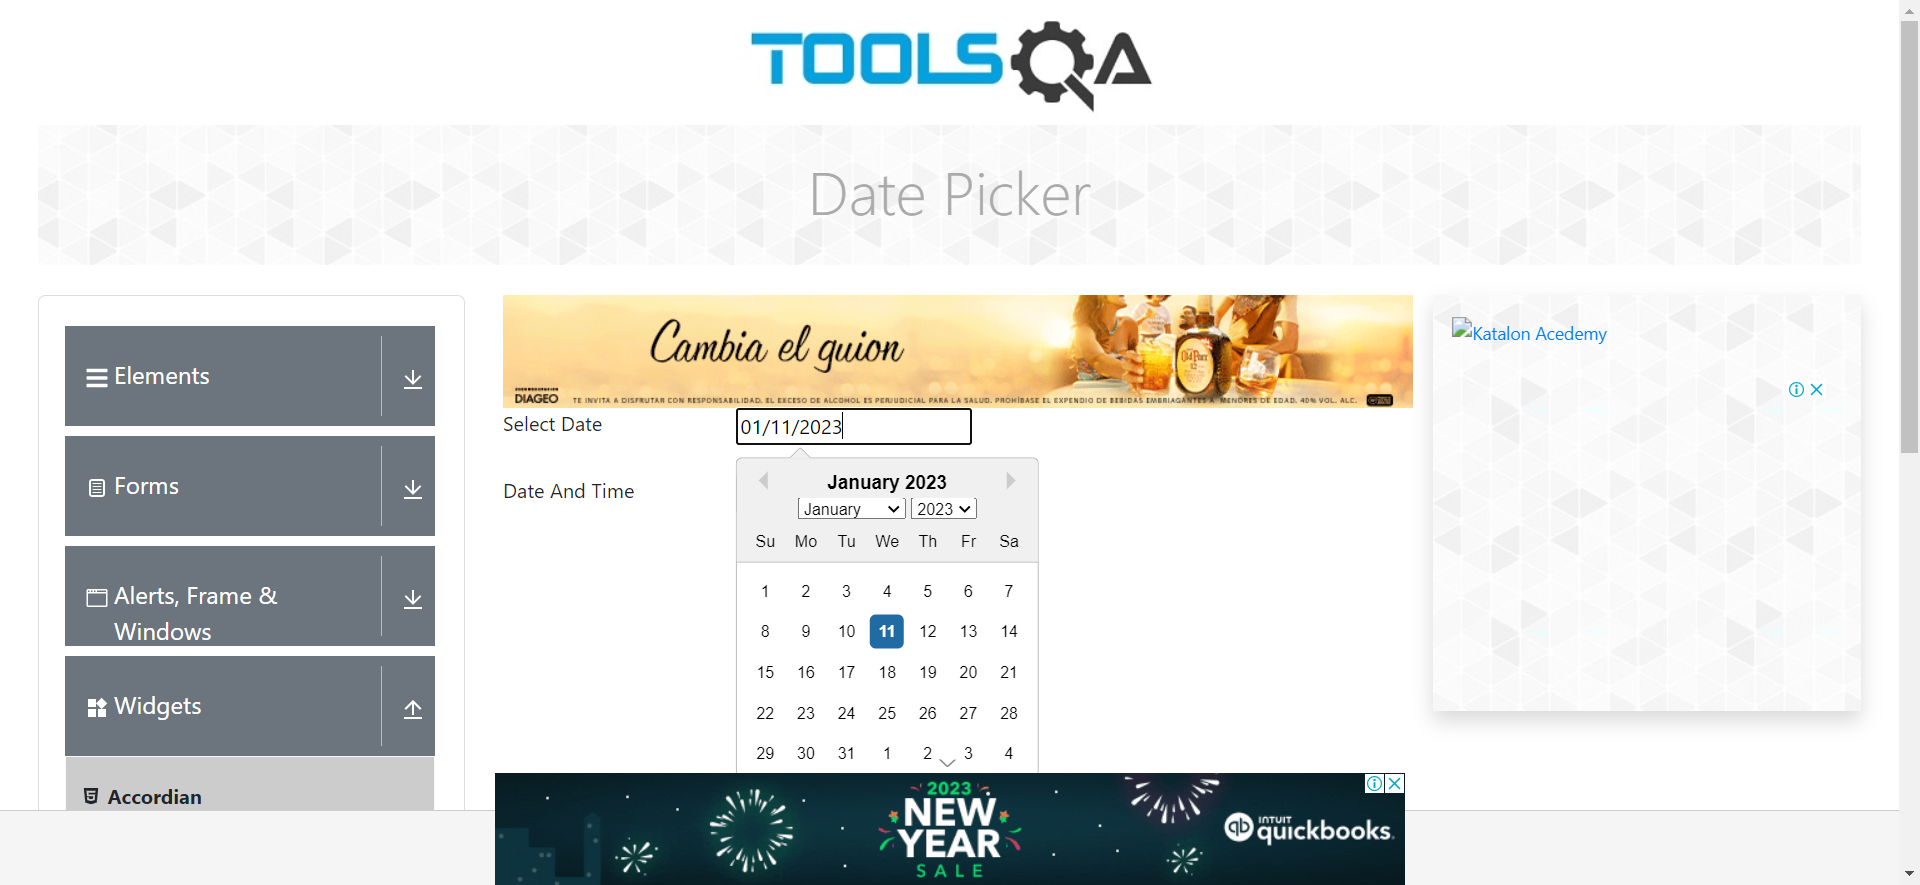 TOOLSQA
Date Picker
Elements
Forms
Alerts, Frame &
Windows
Widgets
Accordian
Cambia el guion
Old Parr
DIAGEO
TE INVITA A DISFRUTAR CON RESPONSABILIDAD. EL EXCESO DE ALCOHOL ES PERJUDICIAL PARA LA SALUD. PROHÍBASE EL EXPENDIO DE BEBIDAS EMBRIAGANTES A MENORES DE EDAD. 40% VOL. ALC.
Select Date
01/11/2023
Date And Time
January 2023
January 2023
Su Mo Tu We Th Fr Sa
1 2 3 4 5 6 7
8 9 10 11 12 13 14
15 16 17 18 19 20 21
22 23 24 25 26 27 28
29 30 31 1 2 3 4
Katalon Acedemy
2023
NEW
YEAR
SALE
qb INTUIT
quickbooks.